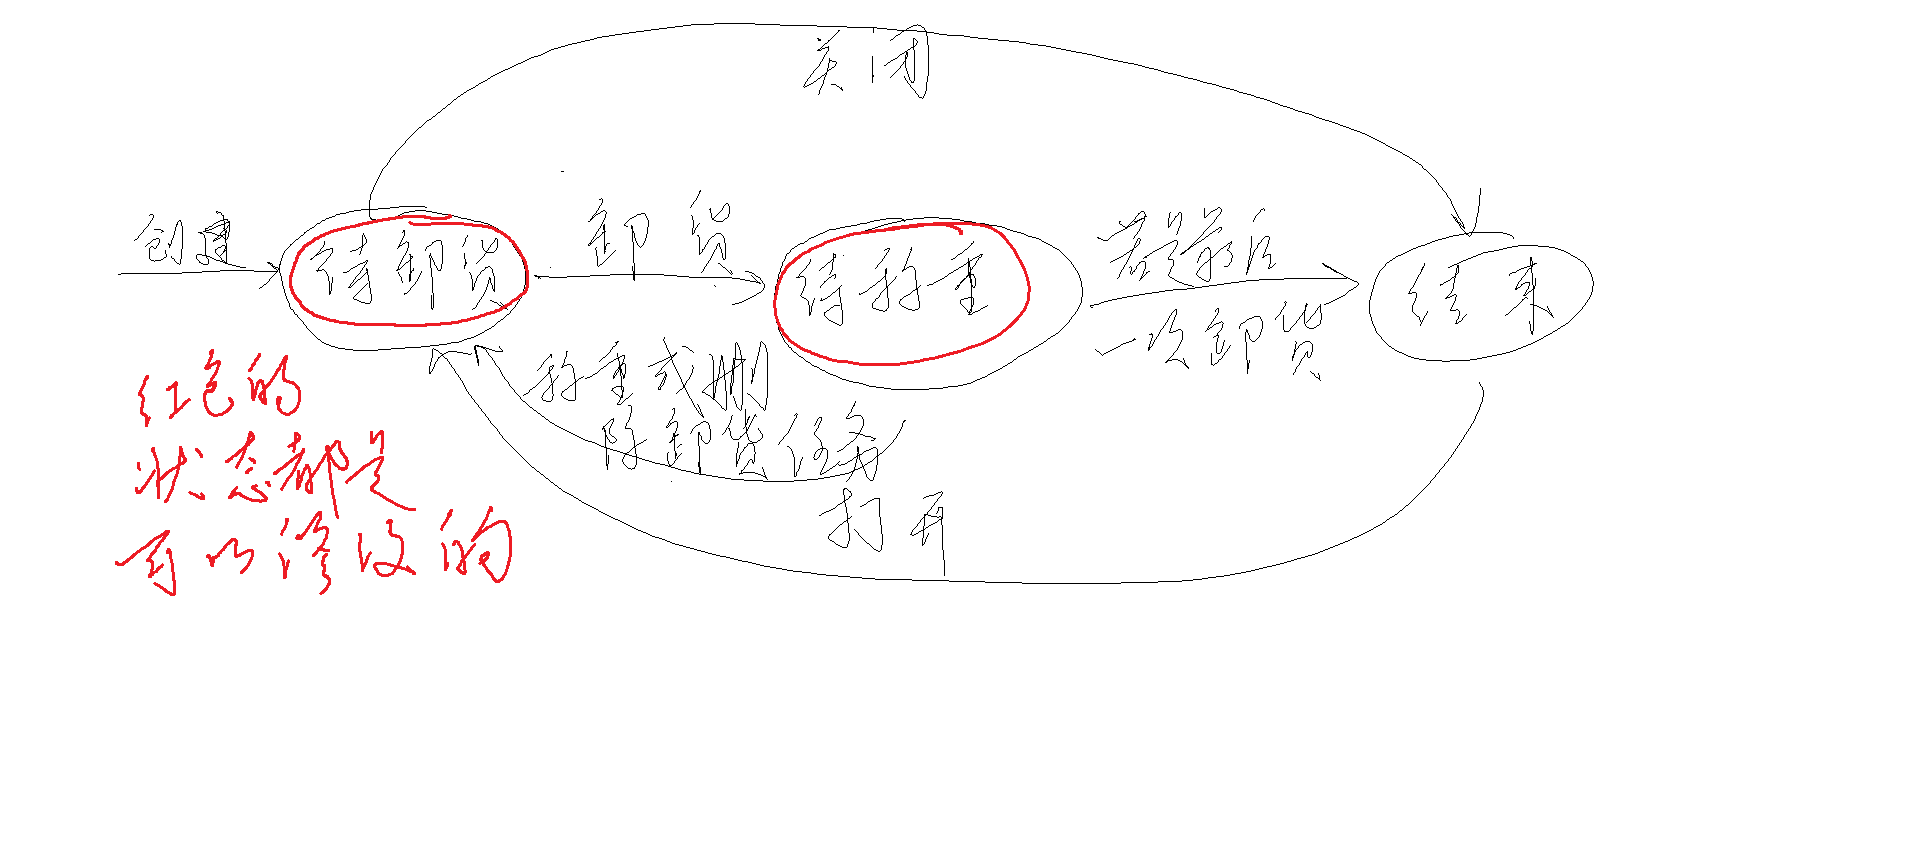 关闭
创建
待卸货
卸货
待称重
若是最后
一次卸货
结束
称重或删
除卸货任务
打开
红色的
状态都是
可以修改的